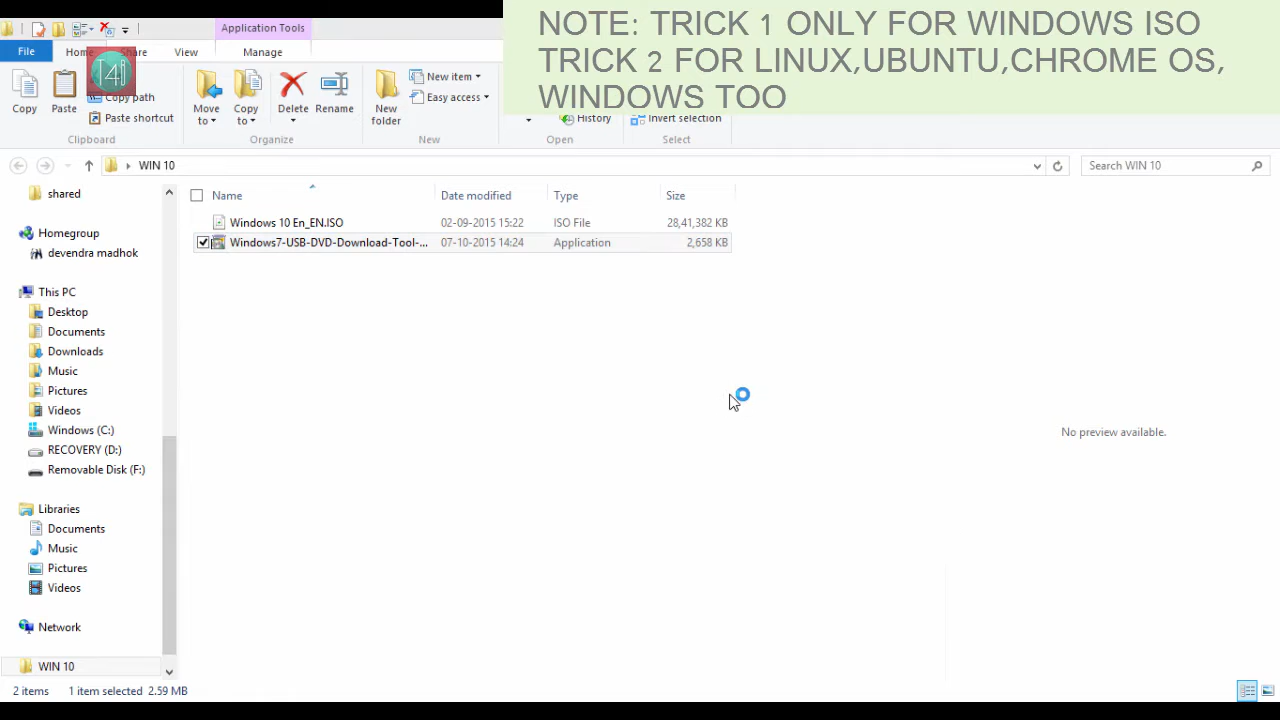 NOTE: TRICK 1 ONLY FOR WINDOWS ISO
TRICK 2 FOR LINUX,UBUNTU,CHROME OS,
WINDOWS TOO
Application Tools
File
Home
Share
View
Manage
T4i
Copy
Paste
Copy path
Paste shortcut
Clipboard
Move to
Copy to
Delete
Rename
Organize
New folder
New item
Easy access
New
History
Open
Invert selection
Select
WIN 10
Search WIN 10
Name
Date modified
Type
Size
Windows 10 En_EN.ISO 02-09-2015 15:22 ISO File 28,41,382 KB
Windows7-USB-DVD-Download-Tool-... 07-10-2015 14:24 Application 2,658 KB
shared
Homegroup
devendra madhok
This PC
Desktop
Documents
Downloads
Music
Pictures
Videos
Windows (C:)
RECOVERY (D:)
Removable Disk (F:)
Libraries
Documents
Music
Pictures
Videos
Network
WIN 10
No preview available.
2 items 1 item selected 2.59 MB